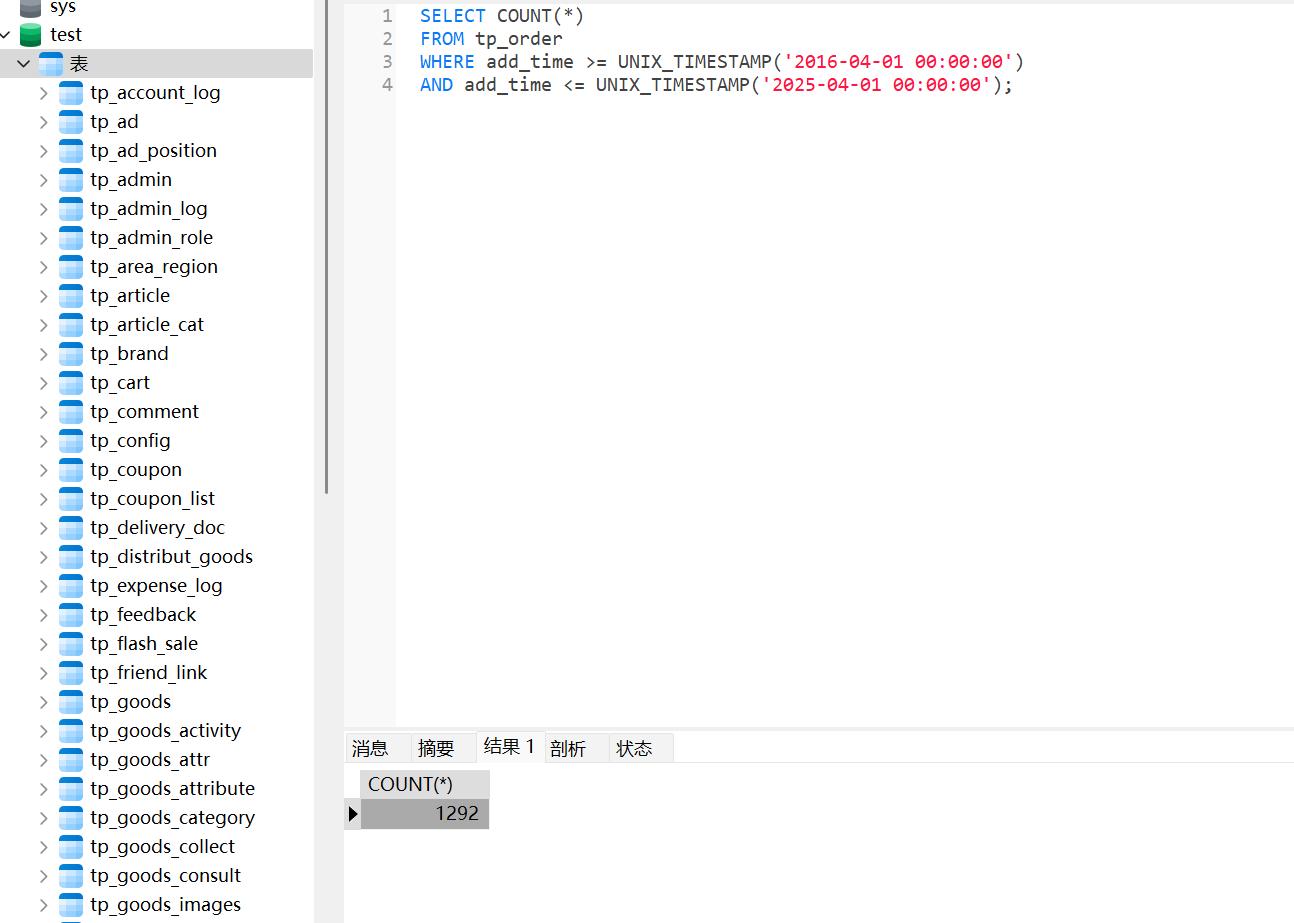 sys
test
表
tp_account_log
tp_ad
tp_ad_position
tp_admin
tp_admin_log
tp_admin_role
tp_area_region
tp_article
tp_article_cat
tp_brand
tp_cart
tp_comment
tp_config
tp_coupon
tp_coupon_list
tp_delivery_doc
tp_distribut_goods
tp_expense_log
tp_feedback
tp_flash_sale
tp_friend_link
tp_goods
tp_goods_activity
tp_goods_attr
tp_goods_attribute
tp_goods_category
tp_goods_collect
tp_goods_consult
tp_goods_images
1 SELECT COUNT(*)
2 FROM tp_order
3 WHERE add_time >= UNIX_TIMESTAMP('2016-04-01 00:00:00')
4 AND add_time <= UNIX_TIMESTAMP('2025-04-01 00:00:00');
消息 摘要 结果 1 剖析 状态
COUNT(*)
1292